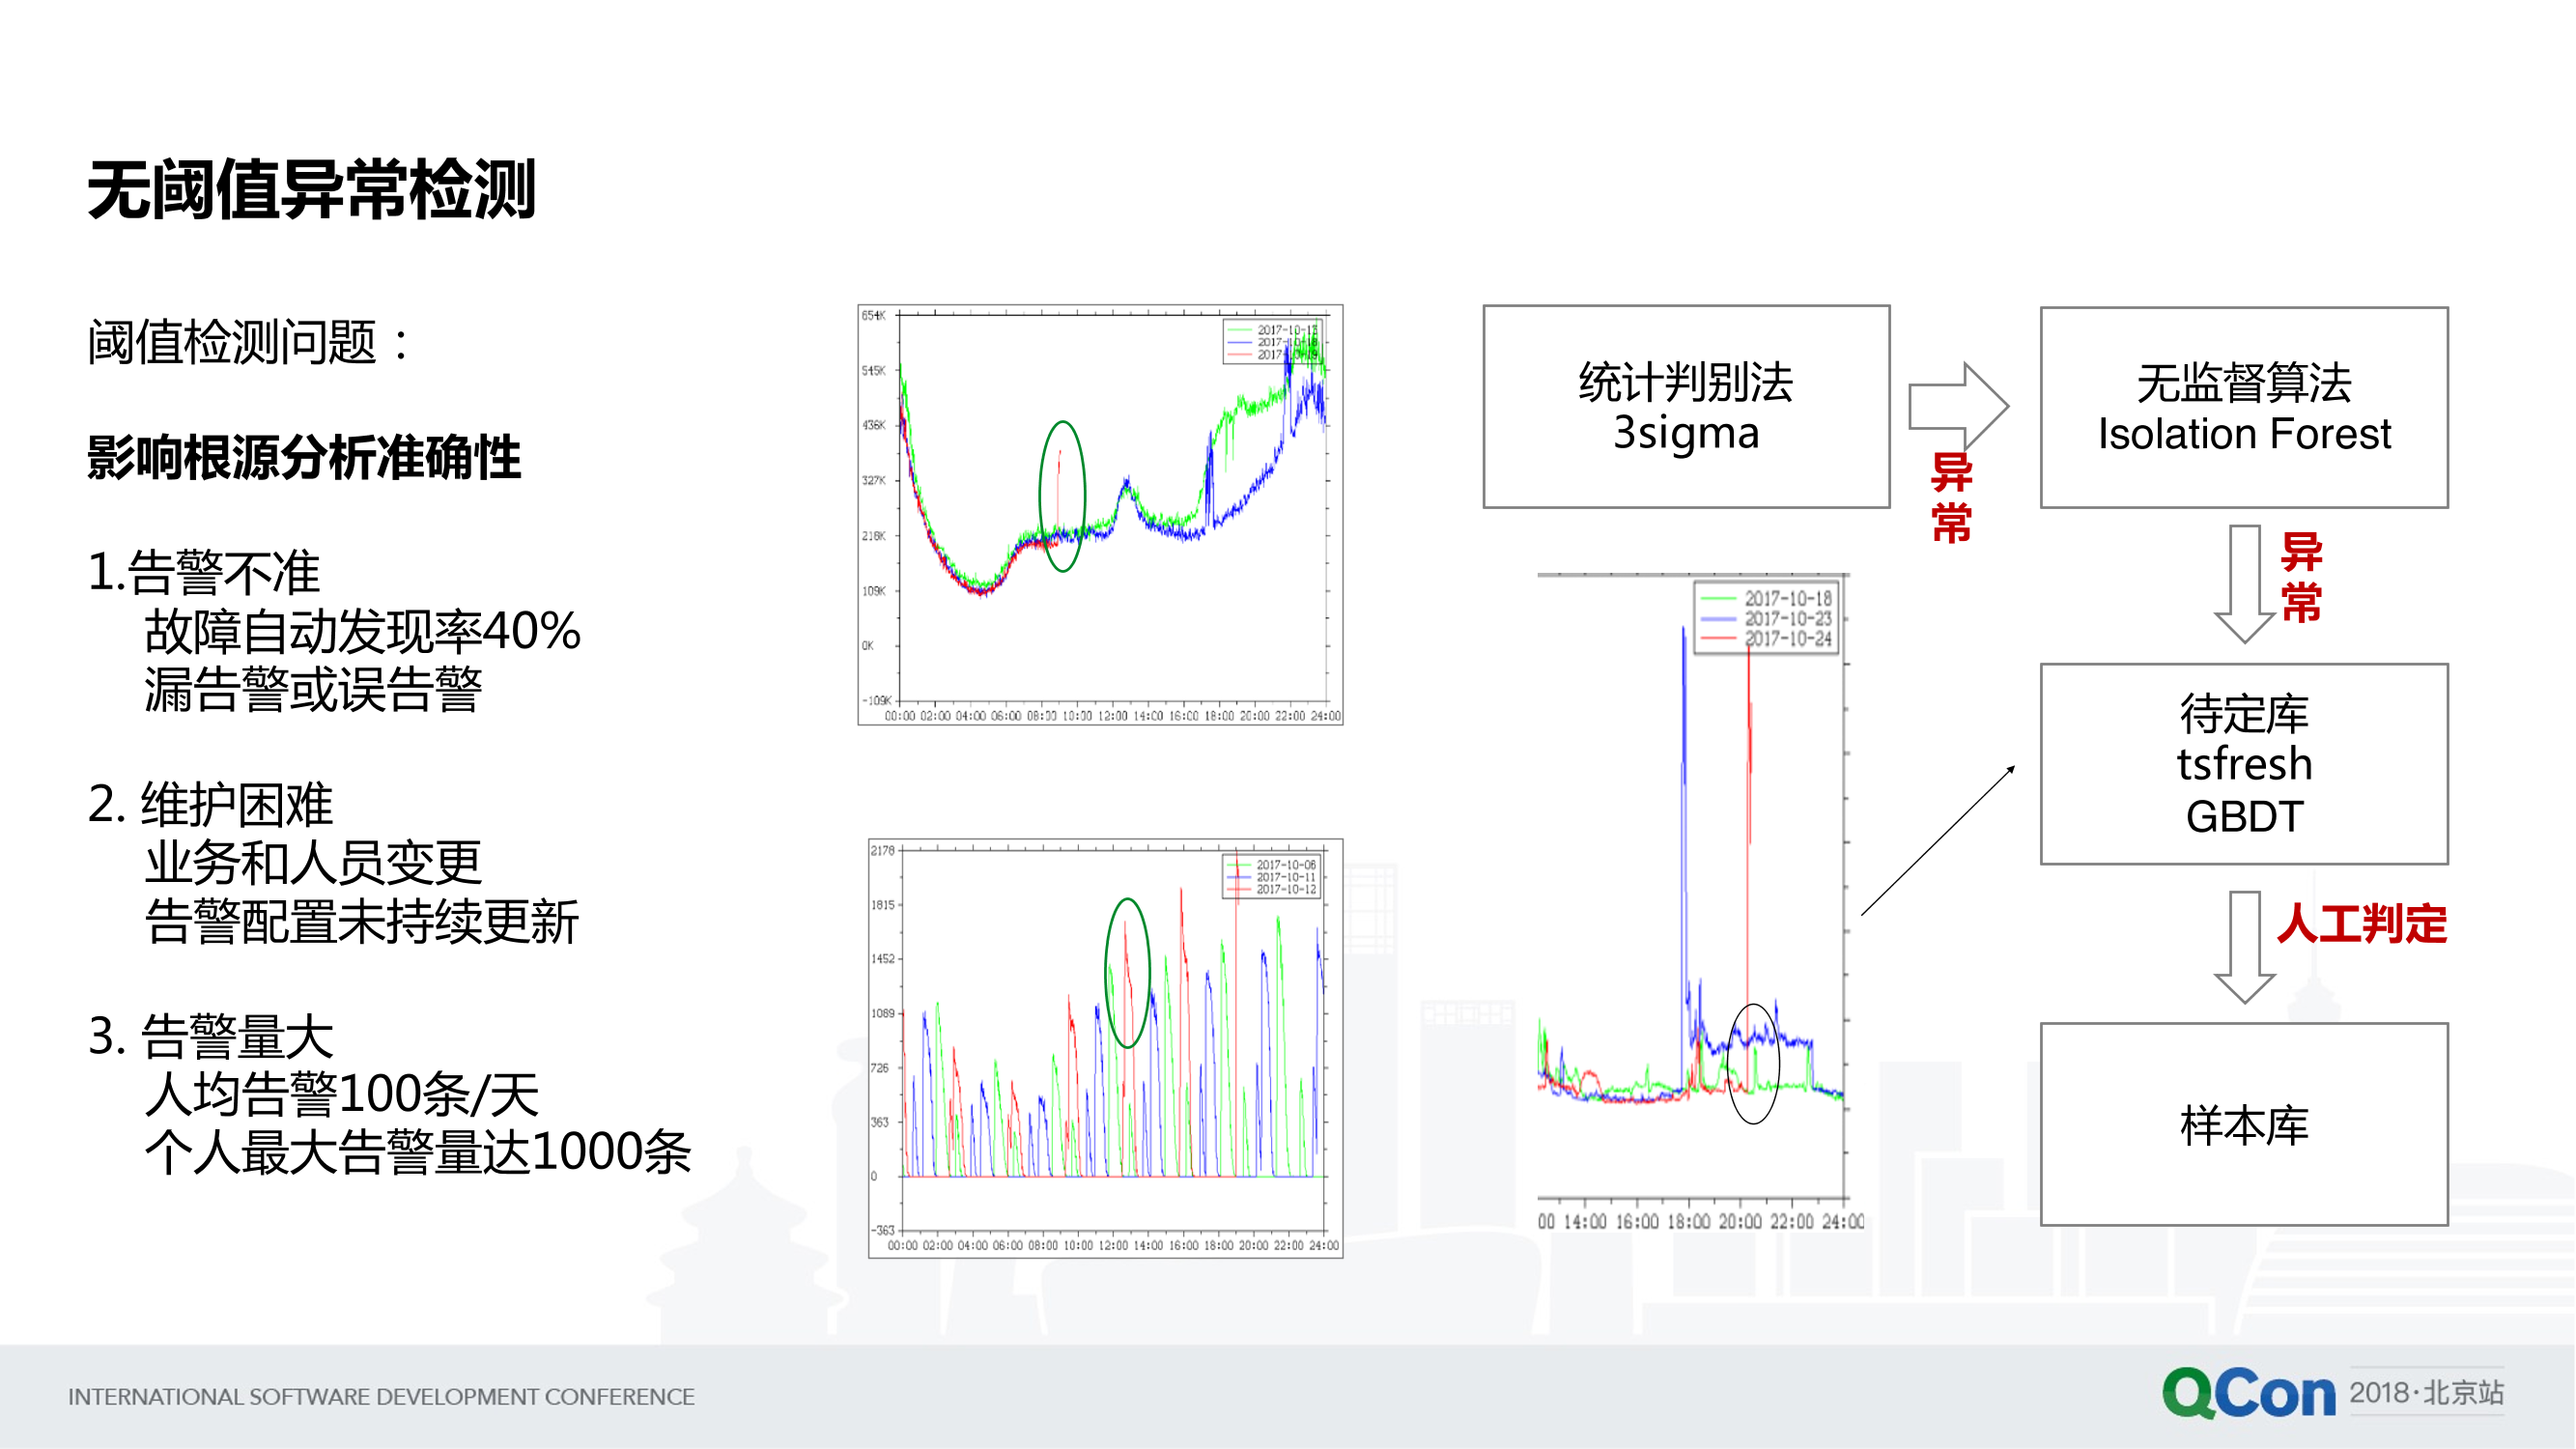 无阈值异常检测
阈值检测问题：
影响根源分析准确性
1.告警不准
故障自动发现率40%
漏告警或误告警
2. 维护困难
业务和人员变更
告警配置未持续更新
3. 告警量大
人均告警100条/天
个人最大告警量达1000条
654K
545K
436K
327K
218K
109K
0K
-109K
2017-10-18
2017-10-19
00:00 02:00 04:00 06:00 08:00 10:00 12:00 14:00 16:00 18:00 20:00 22:00 24:00
2178
1815
1452
1089
726
363
0
-363
2017-10-06
2017-10-11
2017-10-12
00:00 02:00 04:00 06:00 08:00 10:00 12:00 14:00 16:00 18:00 20:00 22:00 24:00
统计判别法
3sigma
异
常
无监督算法
Isolation Forest
异
常
2017-10-18
2017-10-23
2017-10-24
00 14:00 16:00 18:00 20:00 22:00 24:00
待定库
tsfresh
GBDT
人工判定
样本库
INTERNATIONAL SOFTWARE DEVELOPMENT CONFERENCE
QCon 2018·北京站